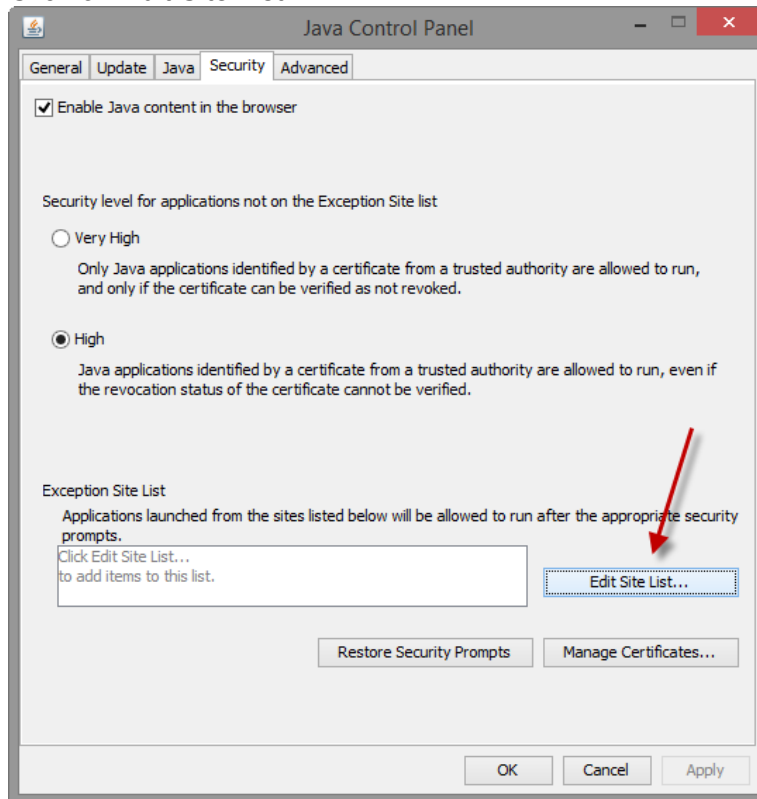 Java Control Panel
General Update Java Security Advanced
Enable Java content in the browser
Security level for applications not on the Exception Site list
Very High
Only Java applications identified by a certificate from a trusted authority are allowed to run,
and only if the certificate can be verified as not revoked.
High
Java applications identified by a certificate from a trusted authority are allowed to run, even if
the revocation status of the certificate cannot be verified.
Exception Site List
Applications launched from the sites listed below will be allowed to run after the appropriate security
prompts.
Click Edit Site List...
to add items to this list.
Edit Site List...
Restore Security Prompts Manage Certificates...
OK Cancel Apply